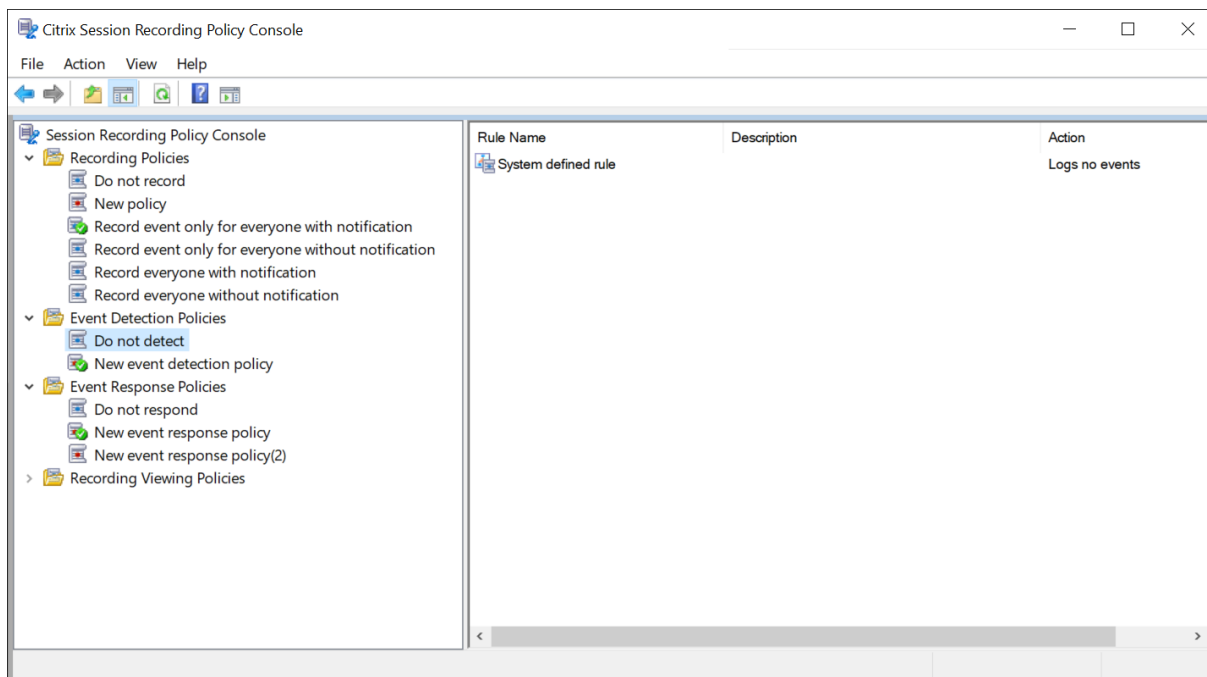 Citrix Session Recording Policy Console
File Action View Help
Session Recording Policy Console
Recording Policies
Do not record
New policy
Record event only for everyone with notification
Record event only for everyone without notification
Record everyone with notification
Record everyone without notification
Event Detection Policies
Do not detect
New event detection policy
Event Response Policies
Do not respond
New event response policy
New event response policy(2)
Recording Viewing Policies
Rule Name Description Action
System defined rule Logs no events